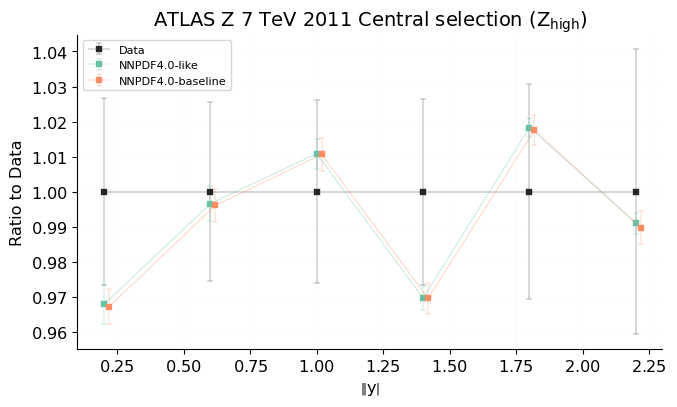 ATLAS Z 7 TeV 2011 Central selection (Z_high)
Data
NNPDF4.0-like
NNPDF4.0-baseline
Ratio to Data
1.04
1.03
1.02
1.01
1.00
0.99
0.98
0.97
0.96
0.25 0.50 0.75 1.00 1.25 1.50 1.75 2.00 2.25
||y|